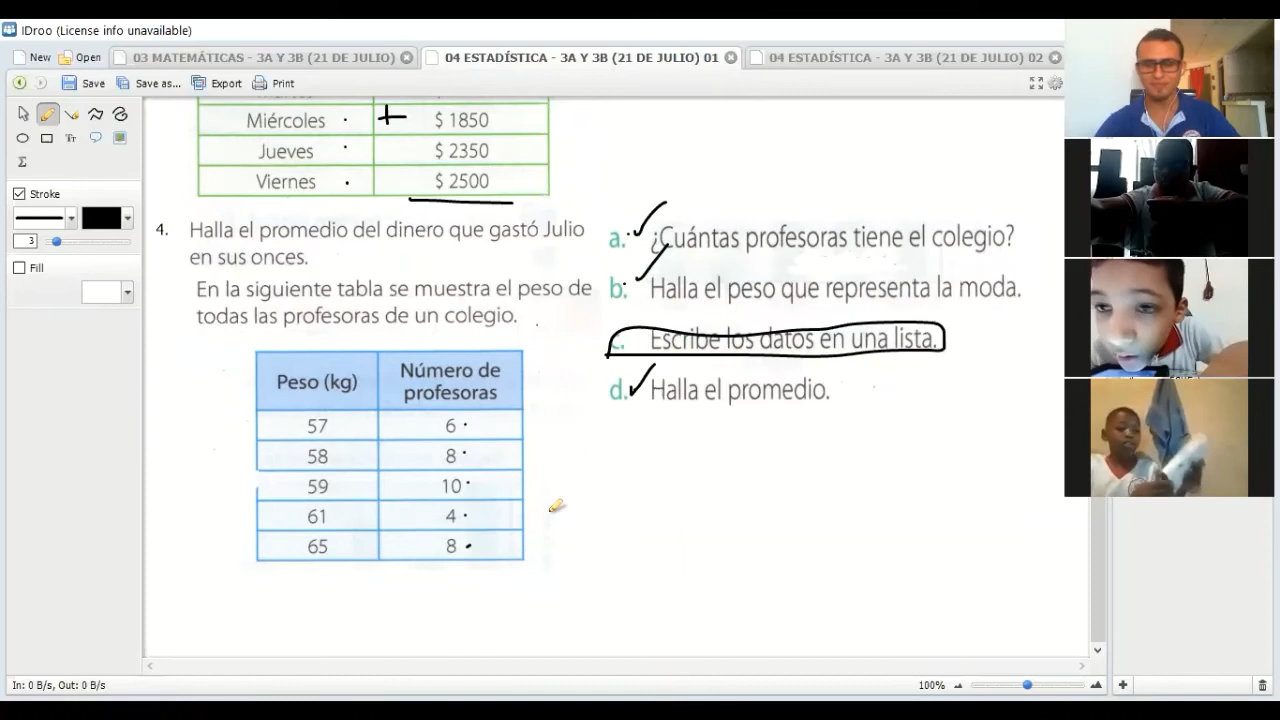 IDroo (License info unavailable)
New Open 03 MATEMÁTICAS - 3A Y 3B (21 DE JULIO) 04 ESTADÍSTICA - 3A Y 3B (21 DE JULIO) 01 04 ESTADÍSTICA - 3A Y 3B (21 DE JULIO) 02
Save Save as... Export Print
Miércoles + $ 1850
Jueves $ 2350
Viernes $ 2500
Stroke
3
Fill
4. Halla el promedio del dinero que gastó Julio
en sus onces.
En la siguiente tabla se muestra el peso de
todas las profesoras de un colegio.
Peso (kg) Número de
profesoras
57 6
58 8
59 10
61 4
65 8
a. ¿Cuántas profesoras tiene el colegio?
b. Halla el peso que representa la moda.
c. Escribe los datos en una lista.
d. Halla el promedio.
In: 0 B/s, Out: 0 B/s 100%